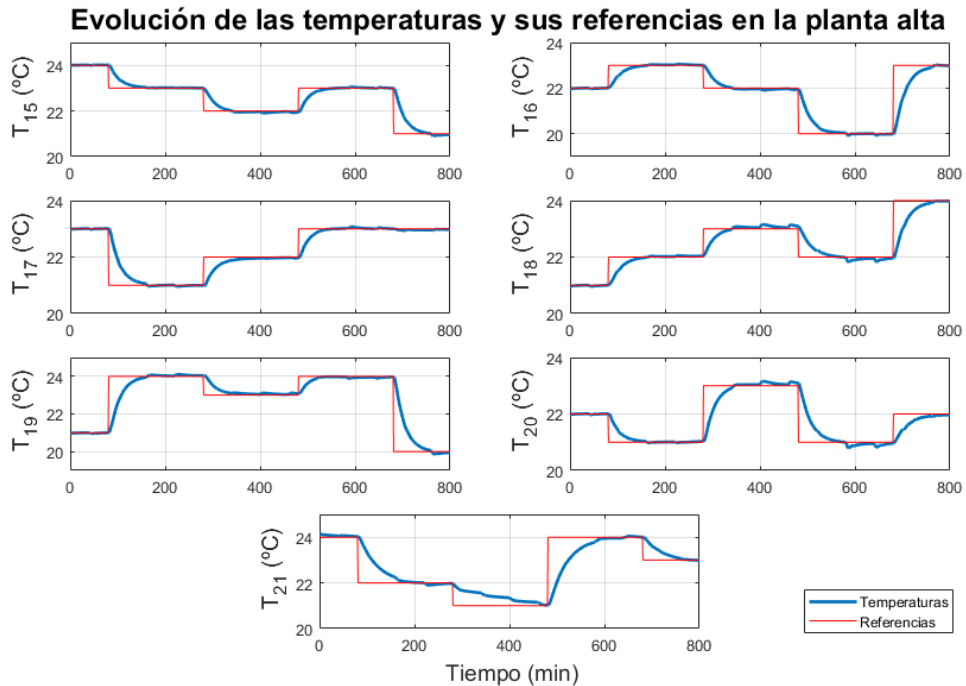 Evolución de las temperaturas y sus referencias en la planta alta
T15 (ºC)
24
22
20
0 200 400 600 800
T16 (ºC)
24
22
20
0 200 400 600 800
T17 (ºC)
24
22
20
0 200 400 600 800
T18 (ºC)
24
22
20
0 200 400 600 800
T19 (ºC)
24
22
20
0 200 400 600 800
T20 (ºC)
24
22
20
0 200 400 600 800
T21 (ºC)
24
22
20
0 200 400 600 800
Tiempo (min)
Temperaturas
Referencias